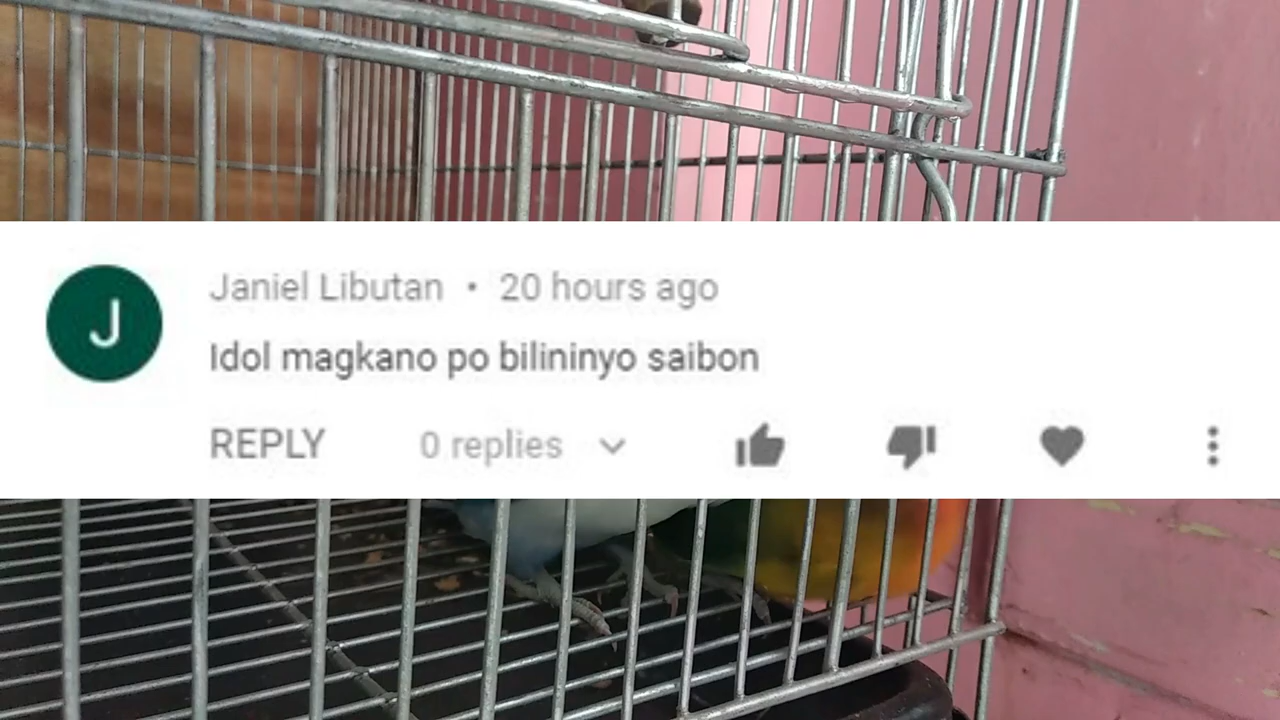 J
Janiel Libutan • 20 hours ago
Idol magkano po bilininyo saibon
REPLY 0 replies